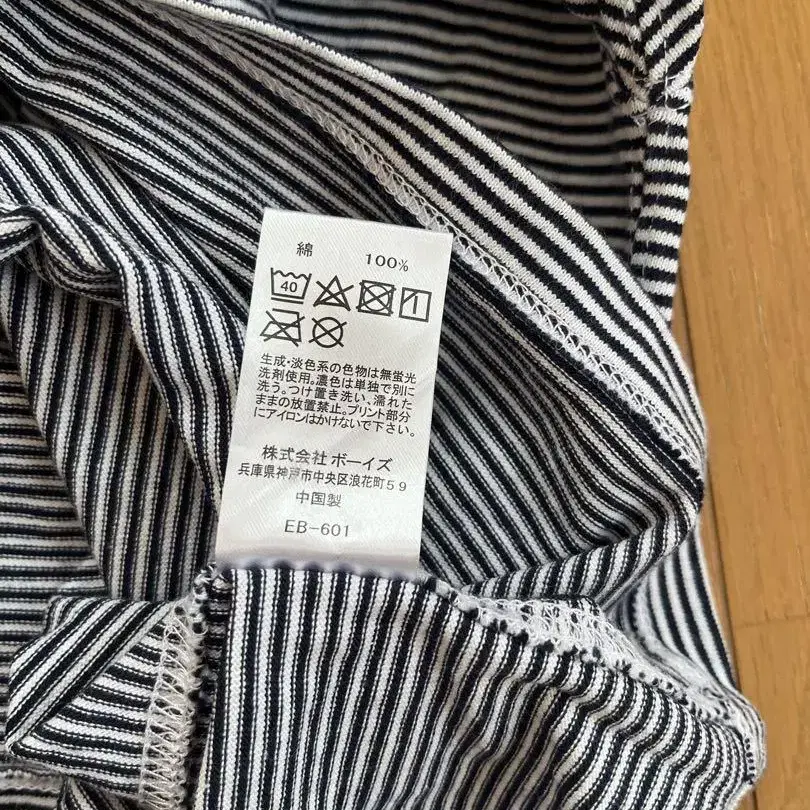 綿 100%
40
生成・淡色系の色物は無蛍光
洗剤使用。濃色は単独で別に
洗う。つけ置き洗い、濡れた
ままの放置禁止。プリント部分
にアイロンはかけないで下さい。
株式会社 ボーイズ
兵庫県神戸市中央区浪花町59
中国製
EB-601